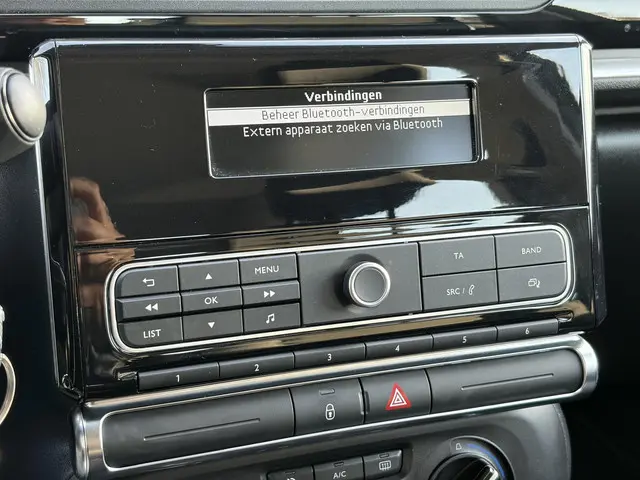 Verbindingen
Beheer Bluetooth-verbindingen
Extern apparaat zoeken via Bluetooth
MENU
TA
BAND
OK
SRC /
LIST
1 2 3 4 5 6
A/C